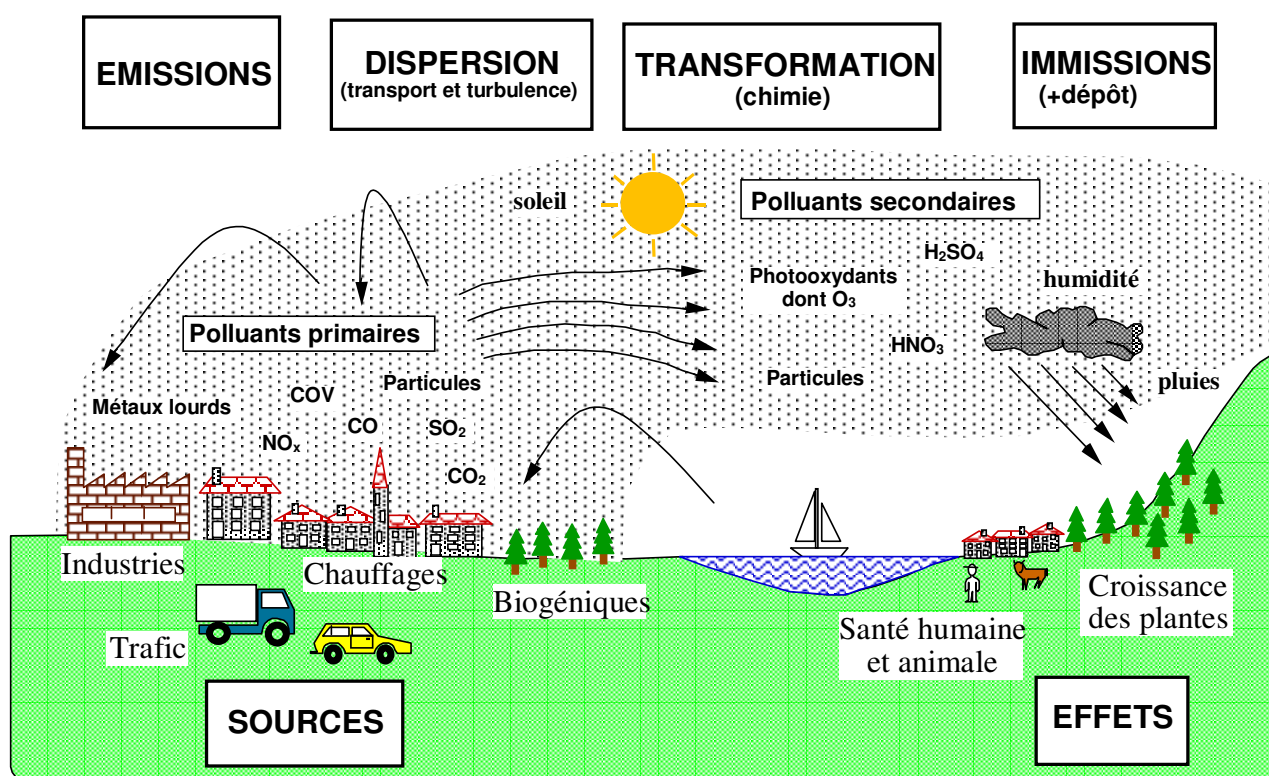 EMISSIONS
DISPERSION
(transport et turbulence)
TRANSFORMATION
(chimie)
IMMISSIONS
(+dépôt)
soleil
Polluants secondaires
H₂SO₄
Photooxydants
dont O₃
humidité
Polluants primaires
HNO₃
Particules
Particules
pluies
COV
Métaux lourds
CO
SO₂
NOₓ
CO₂
Industries
Chauffages
Biogéniques
Trafic
Santé humaine
et animale
Croissance
des plantes
SOURCES
EFFETS